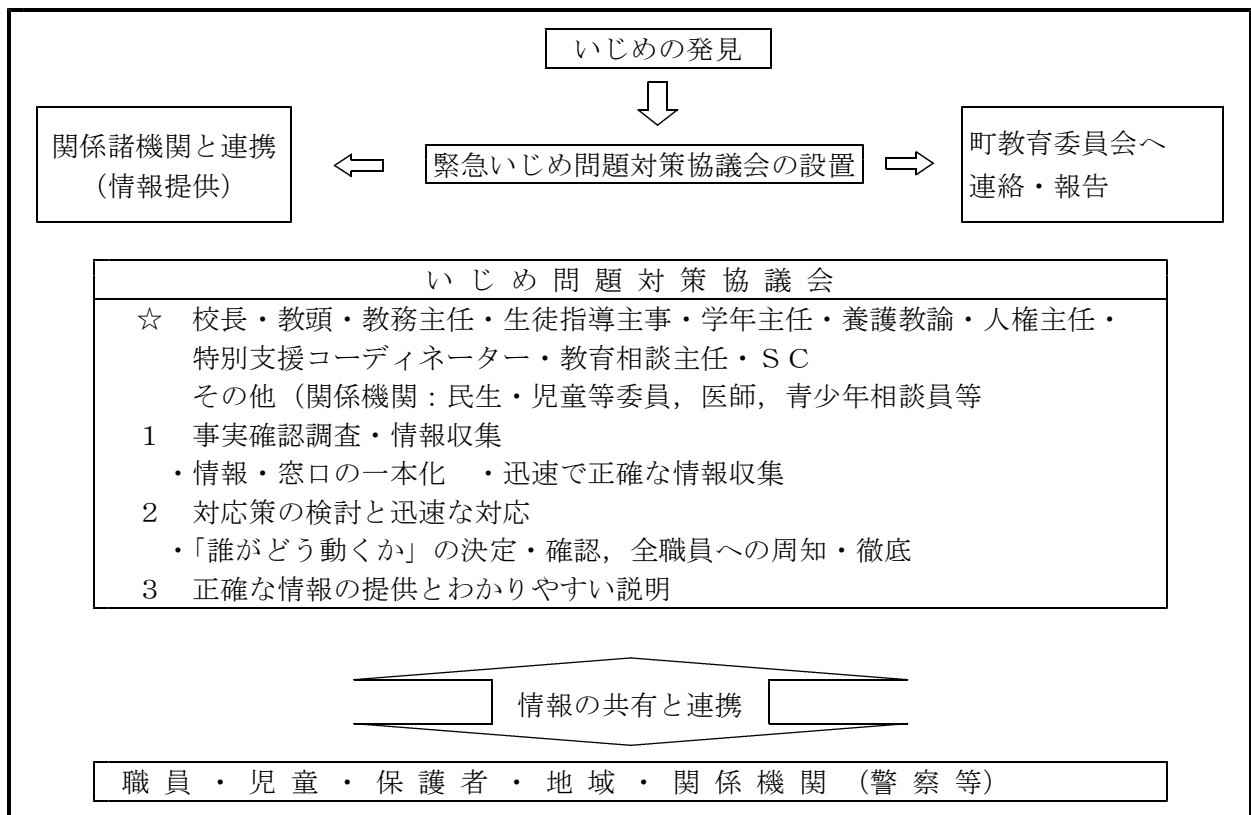 いじめの発見
関係諸機関と連携
（情報提供）
緊急いじめ問題対策協議会の設置
町教育委員会へ
連絡・報告
いじめ問題対策協議会
☆　校長・教頭・教務主任・生徒指導主事・学年主任・養護教諭・人権主任・
特別支援コーディネーター・教育相談主任・ＳＣ
その他（関係機関：民生・児童等委員，医師，青少年相談員等
１　事実確認調査・情報収集
・情報・窓口の一本化　・迅速で正確な情報収集
２　対応策の検討と迅速な対応
・「誰がどう動くか」の決定・確認，全職員への周知・徹底
３　正確な情報の提供とわかりやすい説明
情報の共有と連携
職員・児童・保護者・地域・関係機関（警察等）